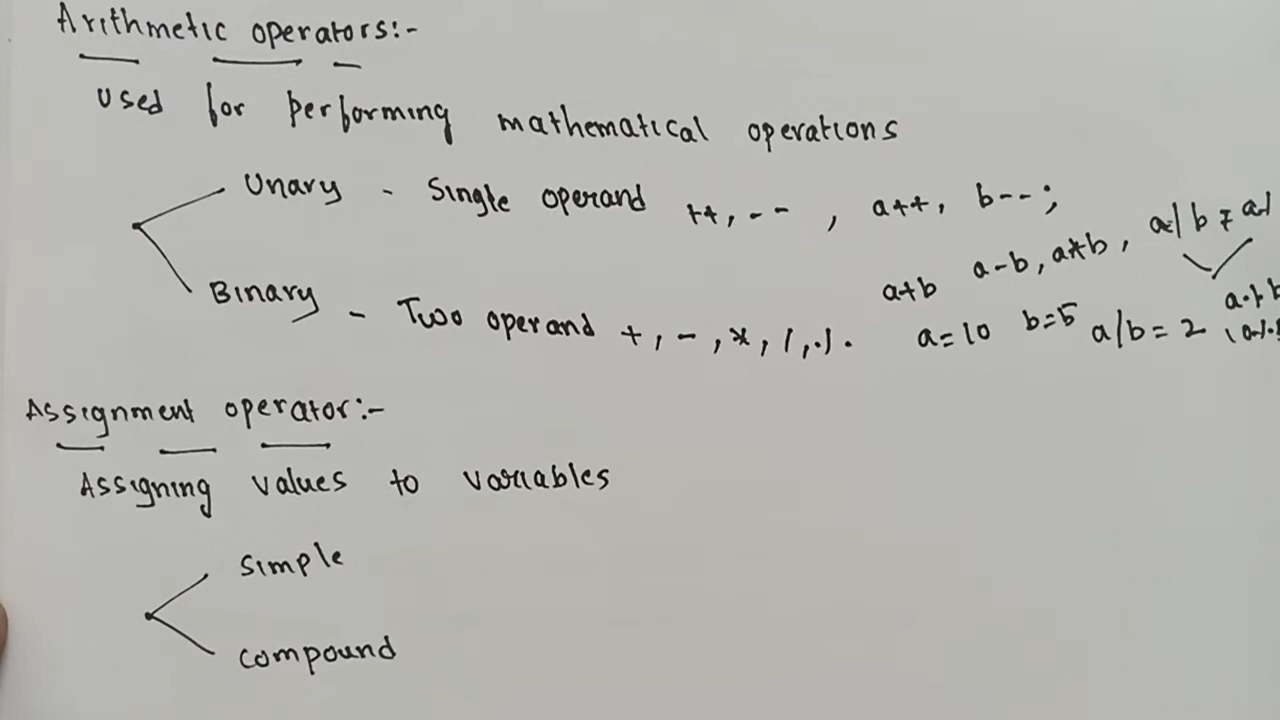 Arithmetic operators:-
used for performing mathematical operations
Unary - Single operand ++, -- , a++, b--;
a+b a-b, a*b, a/b ≠
Binary - Two operand +, -, *, /, %.
a=10 b=5 a/b = 2
Assignment operator:-
Assigning values to variables
simple
compound